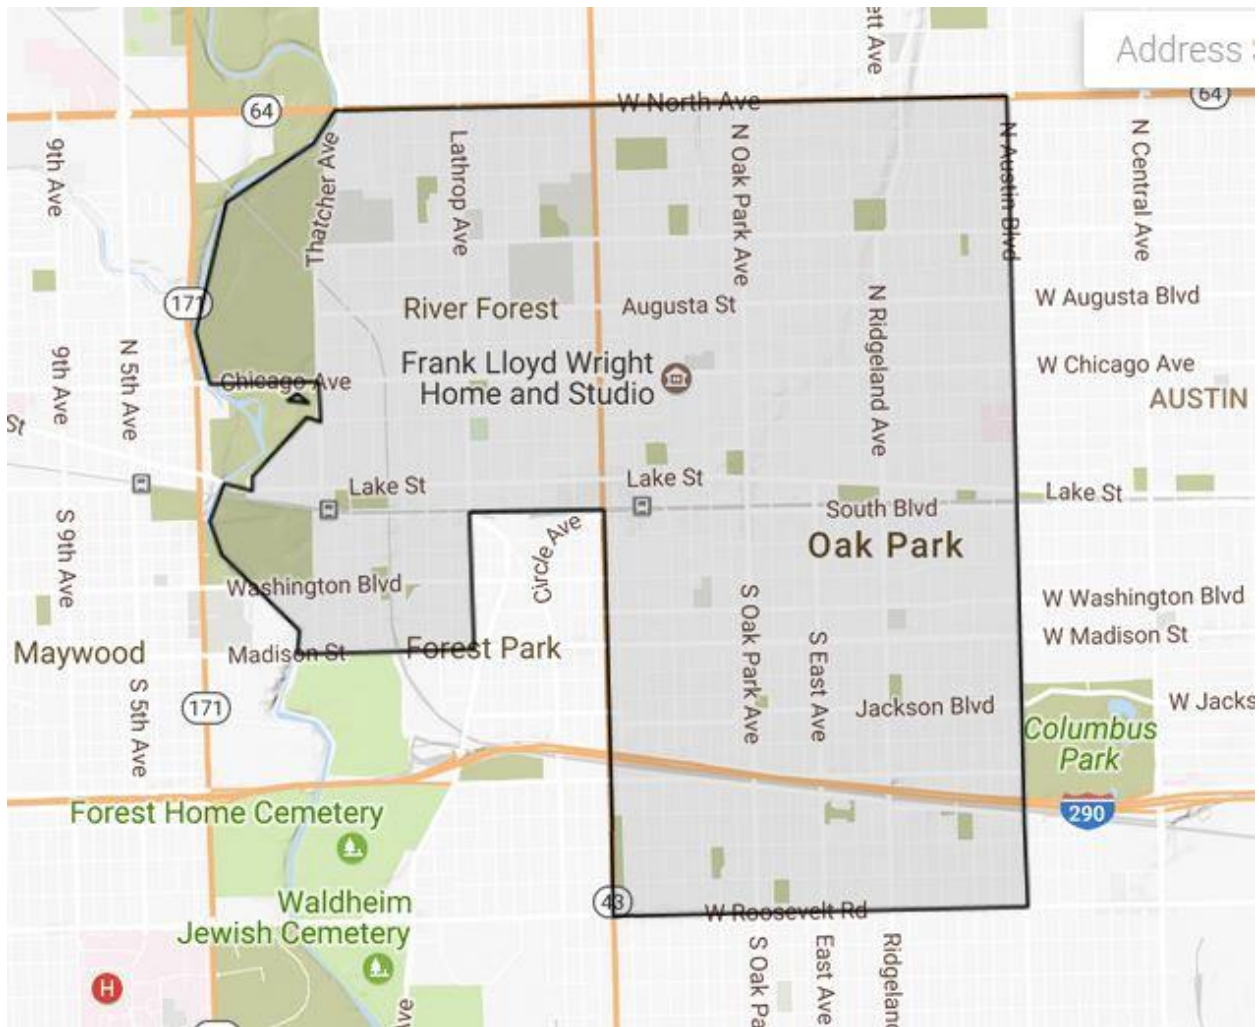 ett Ave
Address
64
W North Ave
64
9th Ave
Thatcher Ave
Lathrop Ave
N Oak Park Ave
N Austin Blvd
N Central Ave
171
River Forest
Augusta St
N Ridgeland Ave
W Augusta Blvd
9th Ave
N 5th Ave
Chicago Ave
Frank Lloyd Wright
Home and Studio
W Chicago Ave
AUSTIN
St
Lake St
Lake St
Lake St
South Blvd
S 9th Ave
Circle Ave
Oak Park
Washington Blvd
S Oak Park Ave
W Washington Blvd
Maywood
Madison St
Forest Park
S East Ave
W Madison St
S 5th Ave
171
Jackson Blvd
W Jacks
Columbus
Park
Forest Home Cemetery
290
Waldheim
Jewish Cemetery
43
W Roosevelt Rd
S Oak Pa
East Ave
Ridgeland
H
Ave